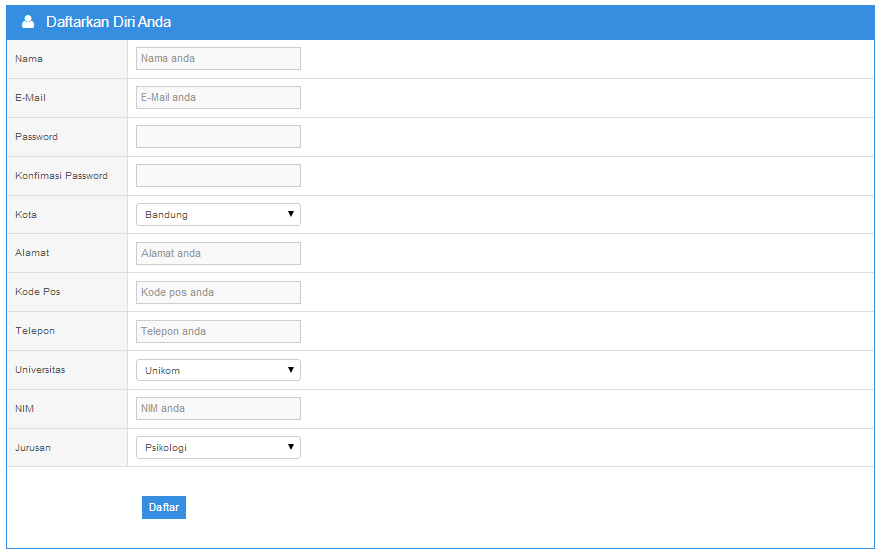 Daftarkan Diri Anda
Nama Nama anda
E-Mail E-Mail anda
Password
Konfimasi Password
Kota Bandung
Alamat Alamat anda
Kode Pos Kode pos anda
Telepon Telepon anda
Universitas Unikom
NIM NIM anda
Jurusan Psikologi
Daftar